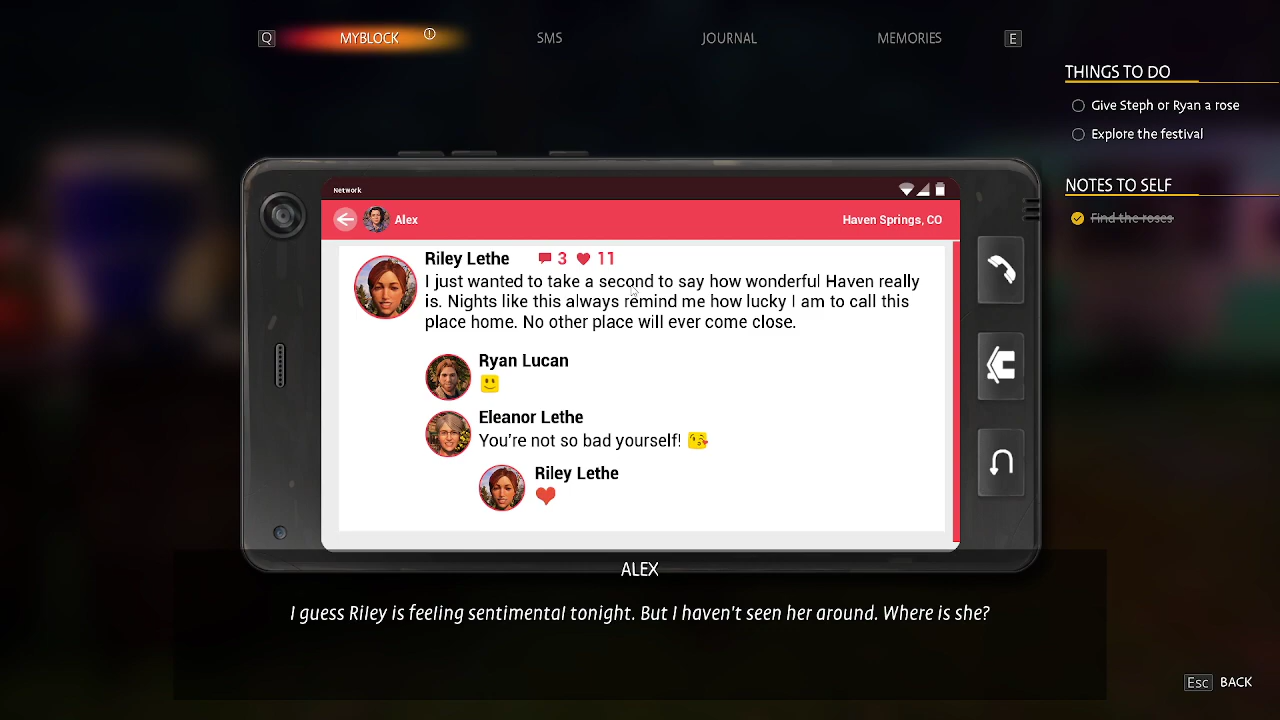 Q
MYBLOCK
SMS
JOURNAL
MEMORIES
E
THINGS TO DO
Give Steph or Ryan a rose
Explore the festival
NOTES TO SELF
Find the roses
Network
Alex
Haven Springs, CO
Riley Lethe 3 11
I just wanted to take a second to say how wonderful Haven really
is. Nights like this always remind me how lucky I am to call this
place home. No other place will ever come close.
Ryan Lucan
Eleanor Lethe
You're not so bad yourself!
Riley Lethe
ALEX
I guess Riley is feeling sentimental tonight. But I haven't seen her around. Where is she?
Esc BACK